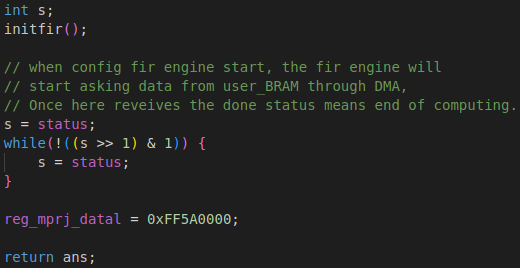 int s;
initfir();
// when config fir engine start, the fir engine will
// start asking data from user_BRAM through DMA,
// Once here reveives the done status means end of computing.
s = status;
while(!((s >> 1) & 1)) {
    s = status;
}
reg_mprj_datal = 0xFF5A0000;
return ans;